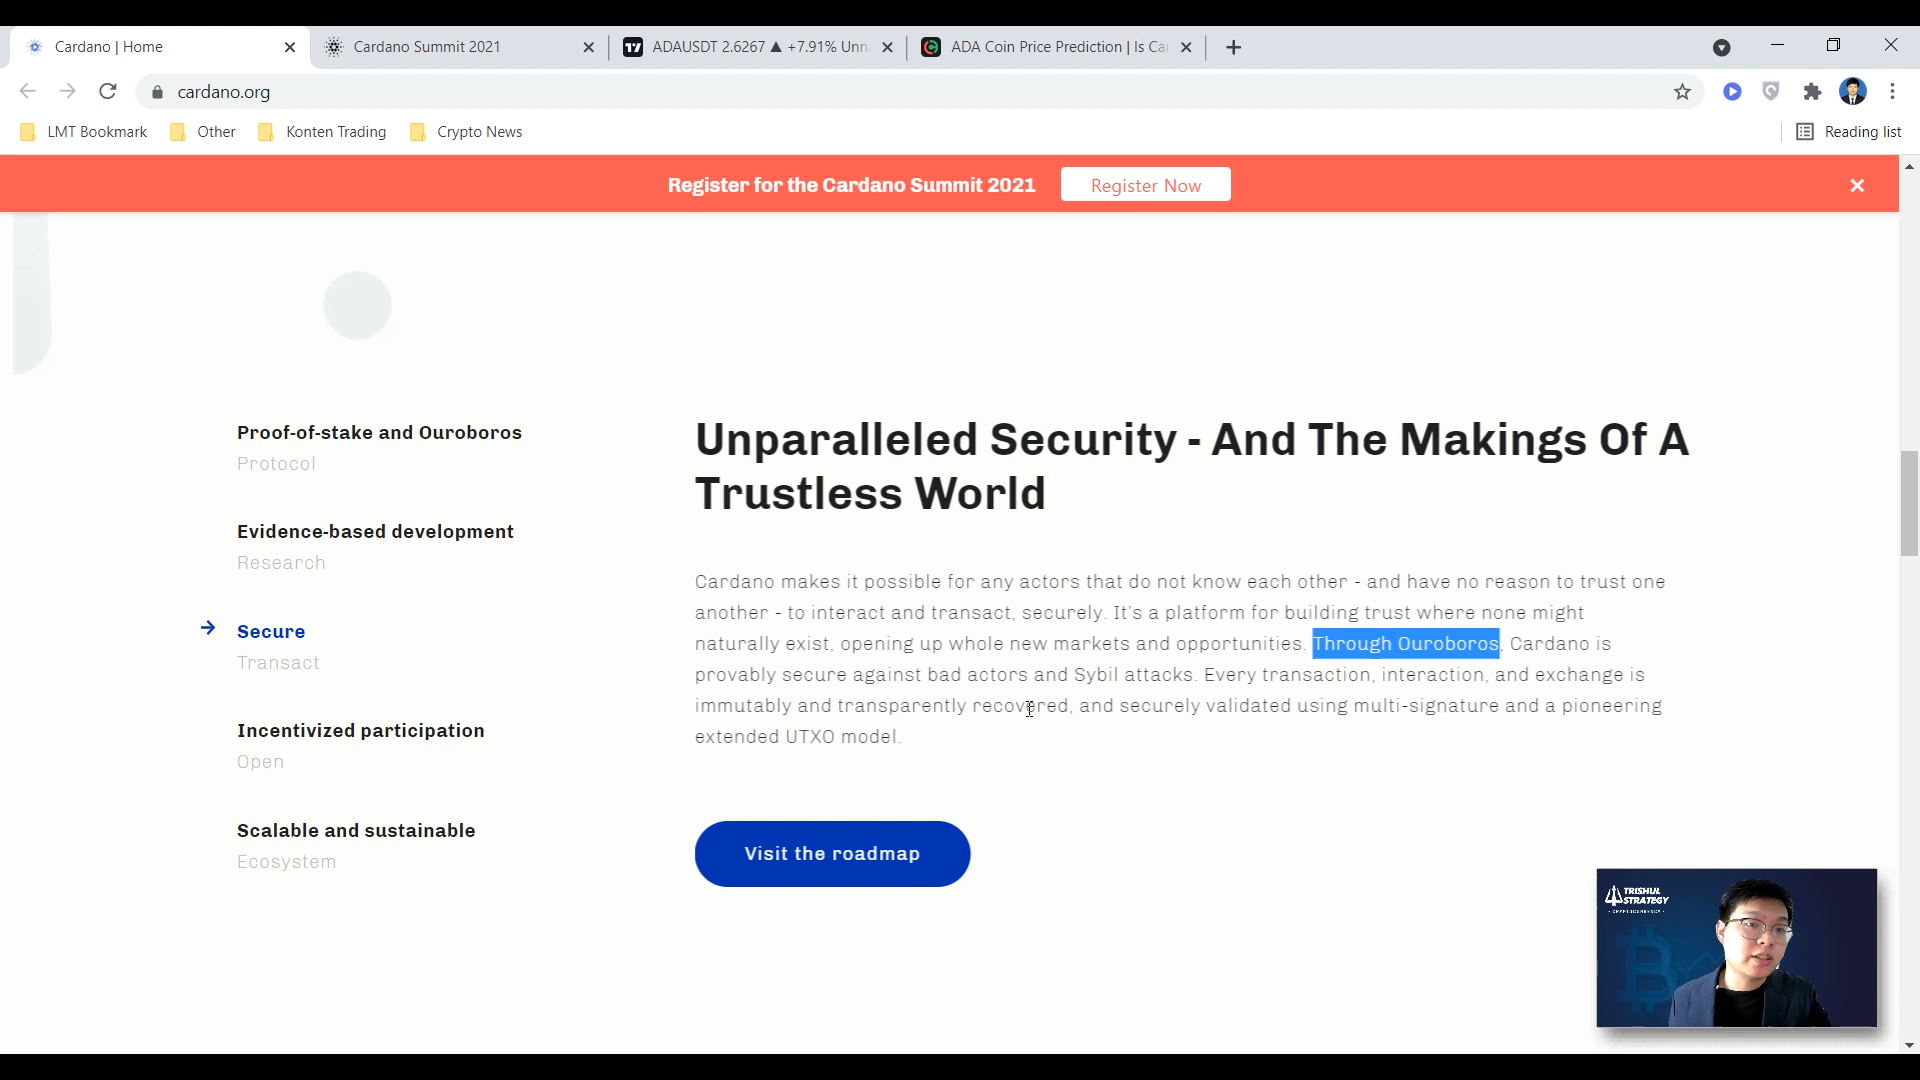 Cardano | Home
Cardano Summit 2021
ADAUSDT 2.6267 ▲ +7.91% Unn
ADA Coin Price Prediction | Is Ca
cardano.org
LMT Bookmark
Other
Konten Trading
Crypto News
Reading list
Register for the Cardano Summit 2021
Register Now
Proof-of-stake and Ouroboros
Protocol
Evidence-based development
Research
Secure
Transact
Incentivized participation
Open
Scalable and sustainable
Ecosystem
Unparalleled Security - And The Makings Of A
Trustless World
Cardano makes it possible for any actors that do not know each other - and have no reason to trust one
another - to interact and transact, securely. It's a platform for building trust where none might
naturally exist, opening up whole new markets and opportunities. Through Ouroboros, Cardano is
provably secure against bad actors and Sybil attacks. Every transaction, interaction, and exchange is
immutably and transparently recovered, and securely validated using multi-signature and a pioneering
extended UTXO model.
Visit the roadmap
TRISHUL
STRATEGY
- CRYPTOCURRENCY -